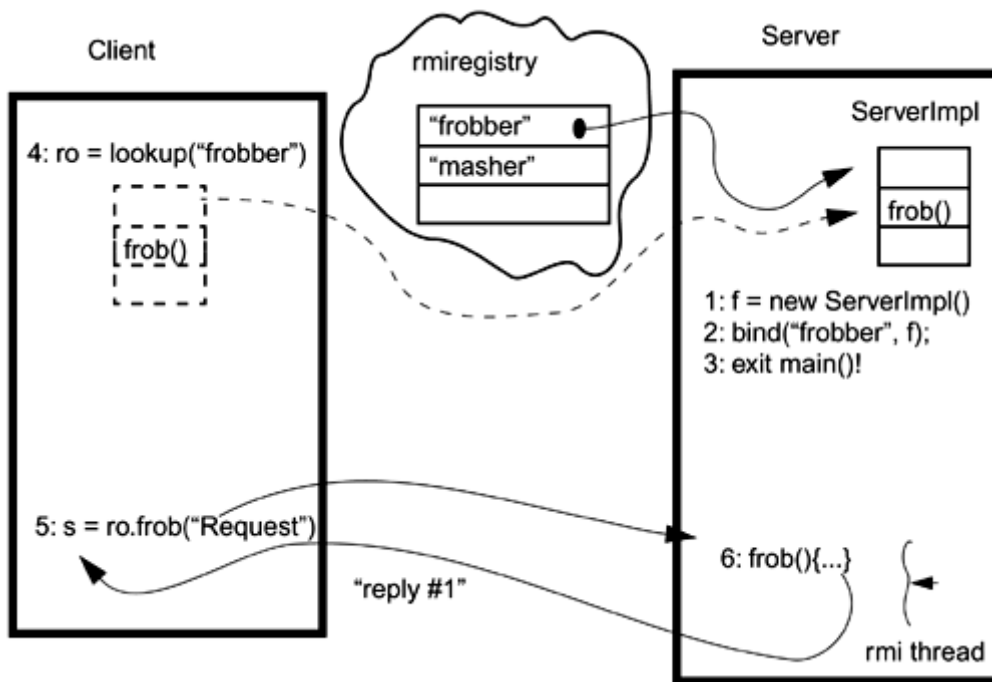 Client
rmiregistry
Server
"frobber"
"masher"
ServerImpl
frob()
4: ro = lookup("frobber")
frob()
1: f = new ServerImpl()
2: bind("frobber", f);
3: exit main()!
5: s = ro.frob("Request")
"reply #1"
6: frob(){...}
rmi thread